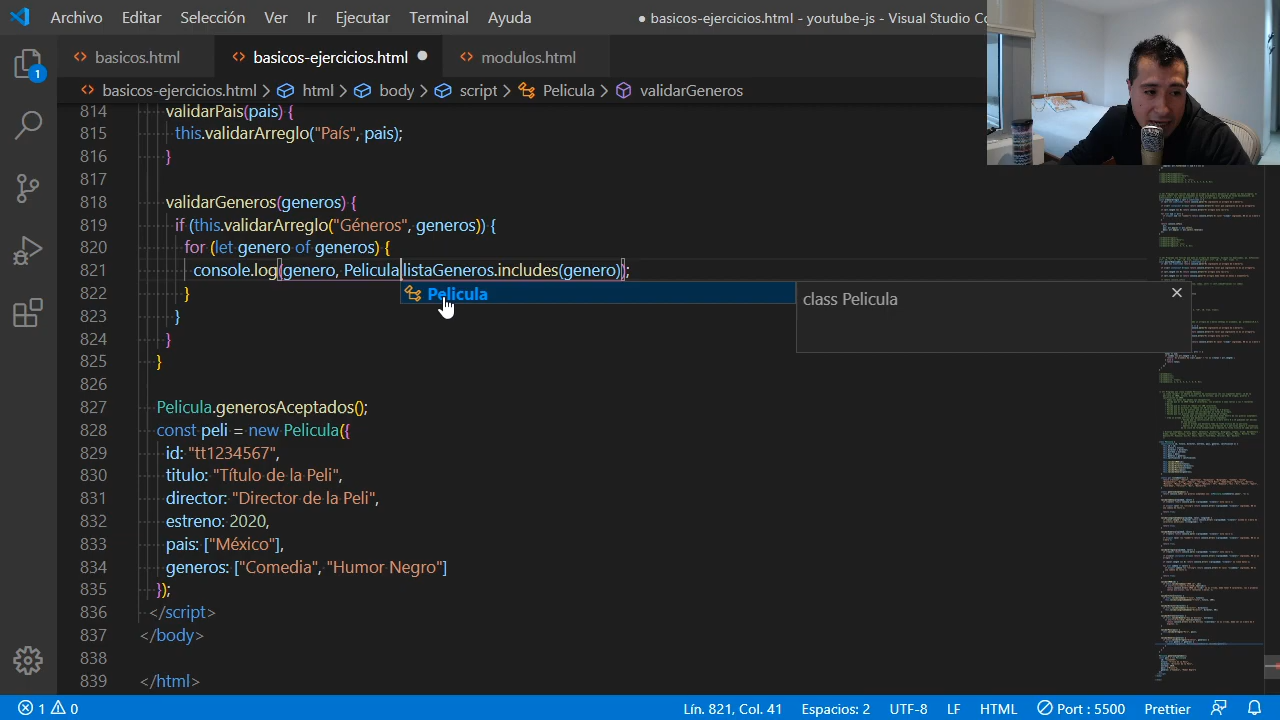 Archivo Editar Selección Ver Ir Ejecutar Terminal Ayuda ● basicos-ejercicios.html - youtube-js - Visual Studio Co
basicos.html basicos-ejercicios.html ● modulos.html
basicos-ejercicios.html > html > body > script > Pelicula > validarGeneros
814 validarPais(pais) {
815 this.validarArreglo("País", pais);
816 }
817
818 validarGeneros(generos) {
819 if (this.validarArreglo("Géneros", generos)) {
820 for (let genero of generos) {
821 console.log(genero, PeliculalistaGeneros.includes(genero));
822 }
823 }
824 }
825 }
826
827 Pelicula.generosAceptados();
828 const peli = new Pelicula({
829 id: "tt1234567",
830 titulo: "Título de la Peli",
831 director: "Director de la Peli",
832 estreno: 2020,
833 pais: ["México"],
834 generos: ["Comedia", "Humor Negro"]
835 });
836 </script>
837 </body>
838
839 </html>
Pelicula
class Pelicula
1
1 0 Lín. 821, Col. 41 Espacios: 2 UTF-8 LF HTML Port : 5500 Prettier